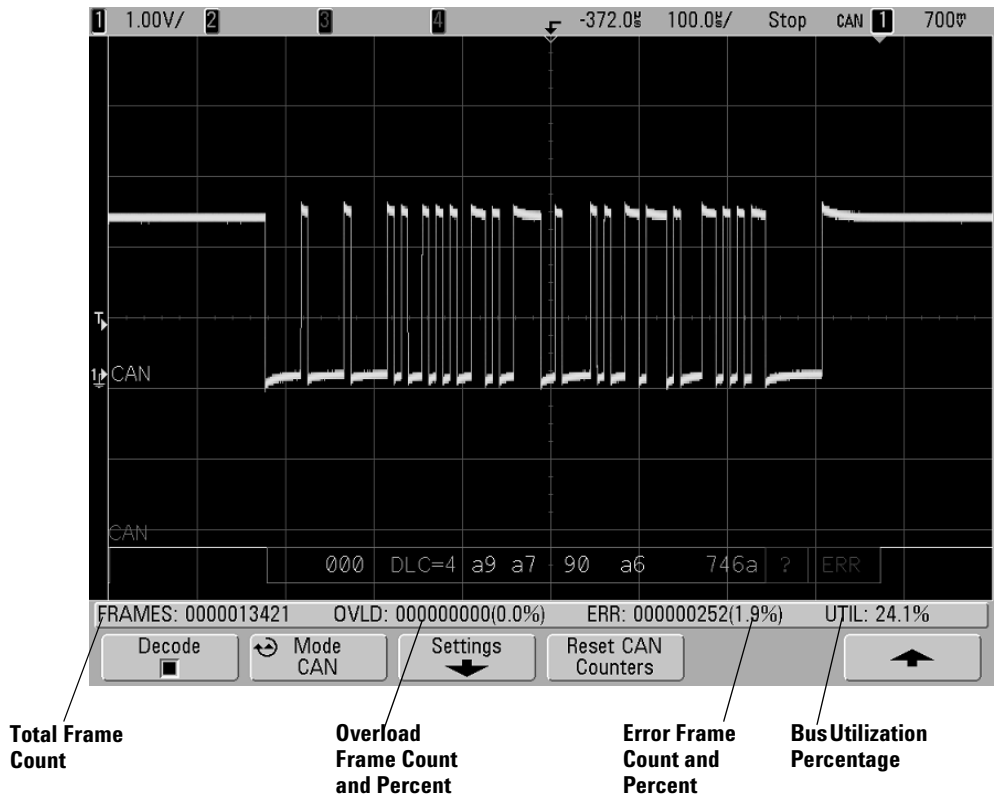 1 1.00V/ 2 3 4 -372.0µs 100.0µs/ Stop CAN 1 700mV
T
1 CAN
CAN
000 DLC=4 a9 a7 90 a6 746a ? ERR
FRAMES: 0000013421 OVLD: 000000000(0.0%) ERR: 000000252(1.9%) UTIL: 24.1%
Decode
Mode
CAN
Settings
Reset CAN
Counters
Total Frame
Count
Overload
Frame Count
and Percent
Error Frame
Count and
Percent
Bus Utilization
Percentage